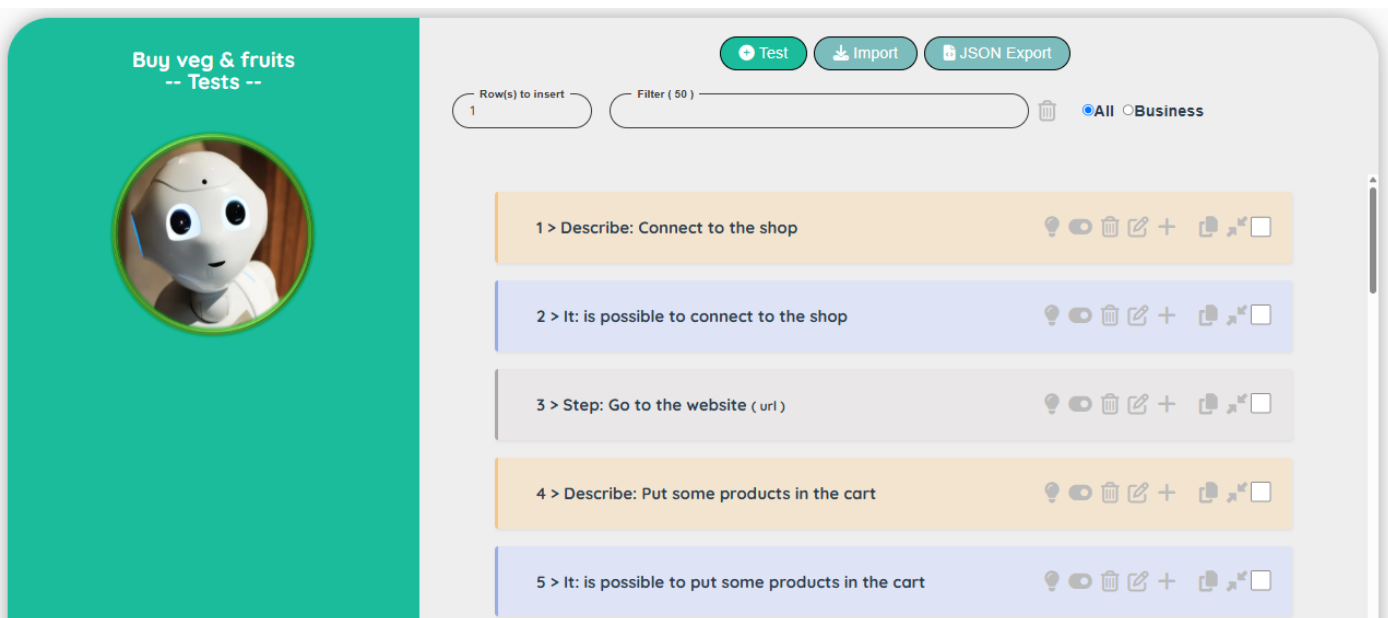 Buy veg & fruits
-- Tests --
Test
Import
JSON Export
Row(s) to insert
1
Filter ( 50 )
All
Business
1 > Describe: Connect to the shop
2 > It: is possible to connect to the shop
3 > Step: Go to the website ( url )
4 > Describe: Put some products in the cart
5 > It: is possible to put some products in the cart